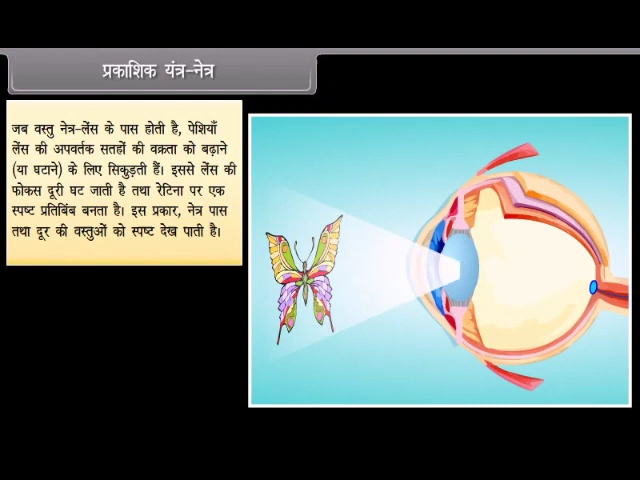 प्रकाशिक यंत्र-नेत्र
जब वस्तु नेत्र-लेंस के पास होती है, पेशियाँ
लेंस की अपवर्तक सतहों की वक्रता को बढ़ाने
(या घटाने) के लिए सिकुड़ती हैं। इससे लेंस की
फोकस दूरी घट जाती है तथा रेटिना पर एक
स्पष्ट प्रतिबिंब बनता है। इस प्रकार, नेत्र पास
तथा दूर की वस्तुओं को स्पष्ट देख पाती है।